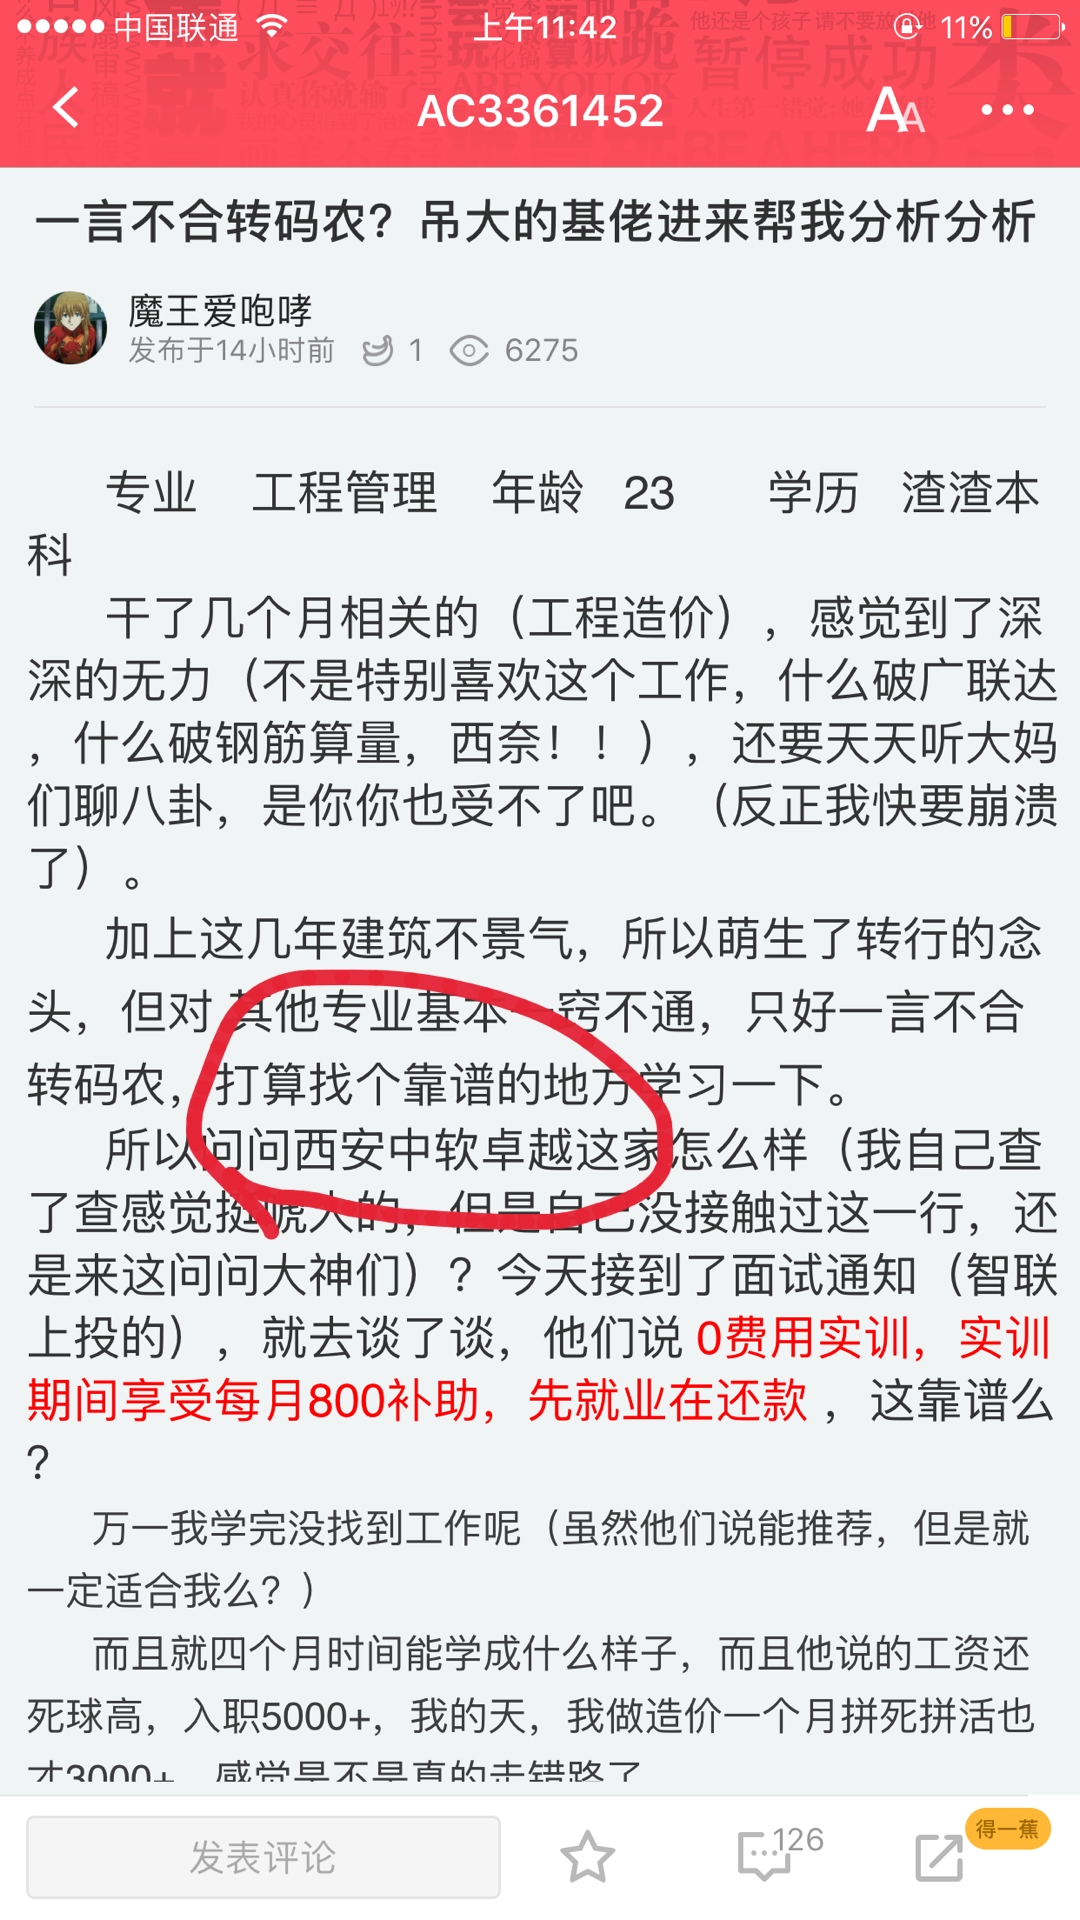 中国联通 上午11:42 11%
AC3361452
一言不合转码农？吊大的基佬进来帮我分析分析
魔王爱咆哮
发布于14小时前 1 6275
专业 工程管理 年龄 23 学历 渣渣本
科
干了几个月相关的（工程造价），感觉到了深
深的无力（不是特别喜欢这个工作，什么破广联达
，什么破钢筋算量，西奈！！），还要天天听大妈
们聊八卦，是你你也受不了吧。（反正我快要崩溃
了）。
加上这几年建筑不景气，所以萌生了转行的念
头，但对 其他专业基本一窍不通，只好一言不合
转码农，打算找个靠谱的地方学习一下。
所以问问西安中软卓越这家怎么样（我自己查
了查感觉挺唬人的，但是自己没接触过这一行，还
是来这问问大神们）？今天接到了面试通知（智联
上投的），就去谈了谈，他们说 0费用实训，实训
期间享受每月800补助，先就业在还款 ，这靠谱么
？
万一我学完没找到工作呢（虽然他们说能推荐，但是就
一定适合我么？）
而且就四个月时间能学成什么样子，而且他说的工资还
死球高，入职5000+，我的天，我做造价一个月拼死拼活也
才3000+，感觉是不是真的走错路了
发表评论 126 得一蕉